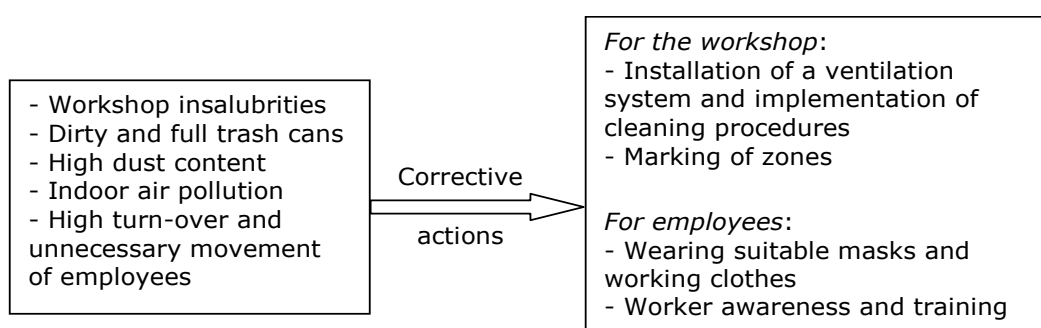 - Workshop insalubrities
- Dirty and full trash cans
- High dust content
- Indoor air pollution
- High turn-over and
unnecessary movement
of employees
Corrective
actions
For the workshop:
- Installation of a ventilation
system and implementation of
cleaning procedures
- Marking of zones
For employees:
- Wearing suitable masks and
working clothes
- Worker awareness and training